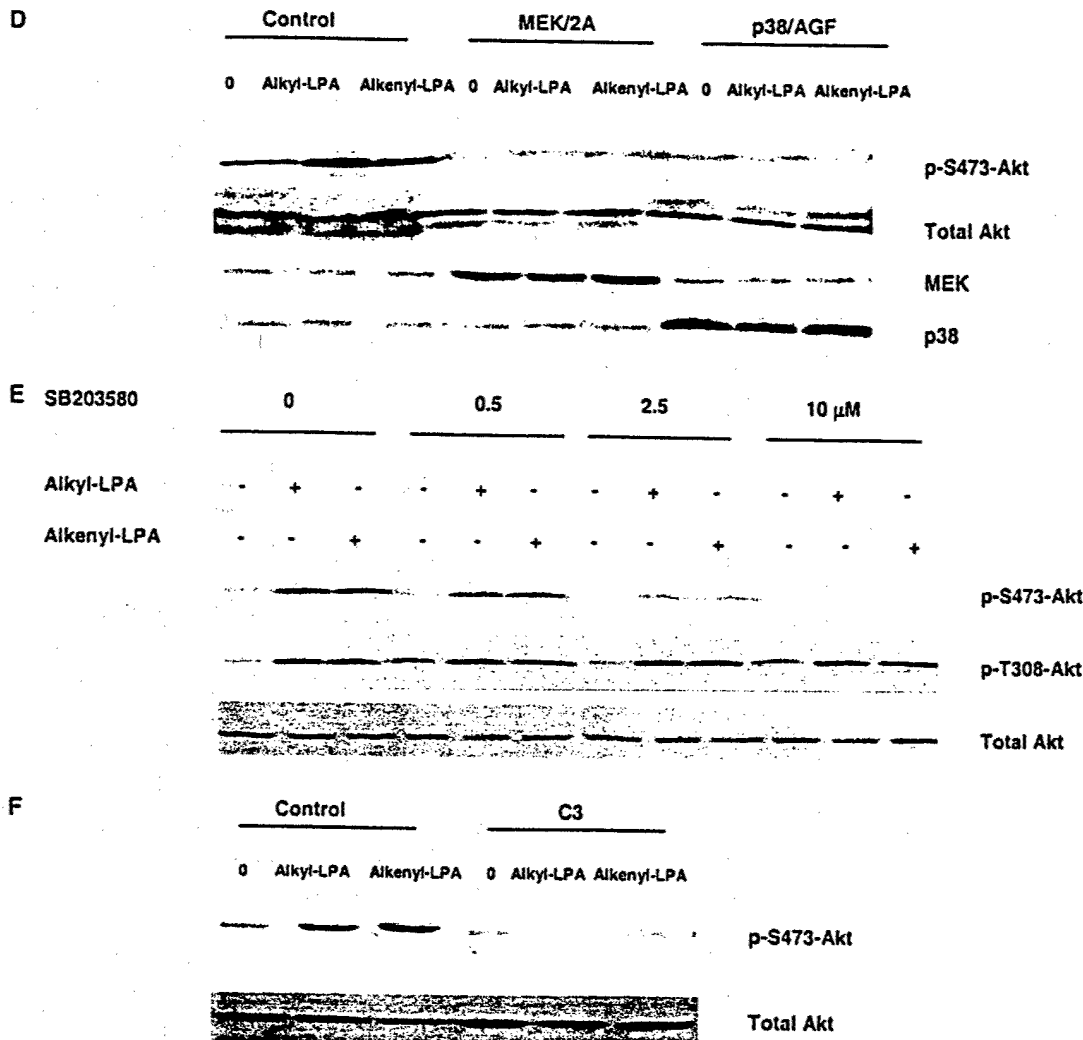 D
Control MEK/2A p38/AGF
0 Alkyl-LPA Alkenyl-LPA 0 Alkyl-LPA Alkenyl-LPA 0 Alkyl-LPA Alkenyl-LPA
p-S473-Akt
Total Akt
MEK
p38
E SB203580 0 0.5 2.5 10 μM
Alkyl-LPA - + - - + - - + - - + -
Alkenyl-LPA - - + - - + - - + - - +
p-S473-Akt
p-T308-Akt
Total Akt
F
Control C3
0 Alkyl-LPA Alkenyl-LPA 0 Alkyl-LPA Alkenyl-LPA
p-S473-Akt
Total Akt